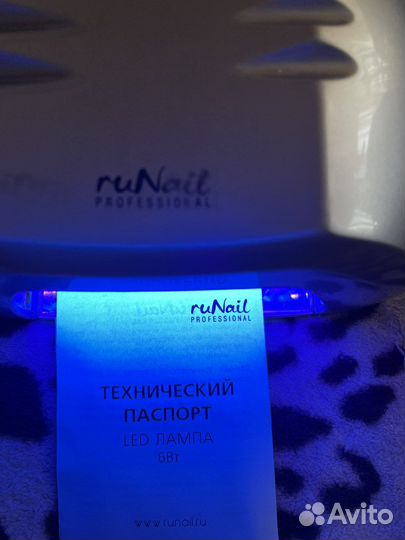 ruNail
PROFESSIONAL
ruNail
PROFESSIONAL
ТЕХНИЧЕСКИЙ
ПАСПОРТ
LED ЛАМПА
6Вт
www.runail.ru
Avito